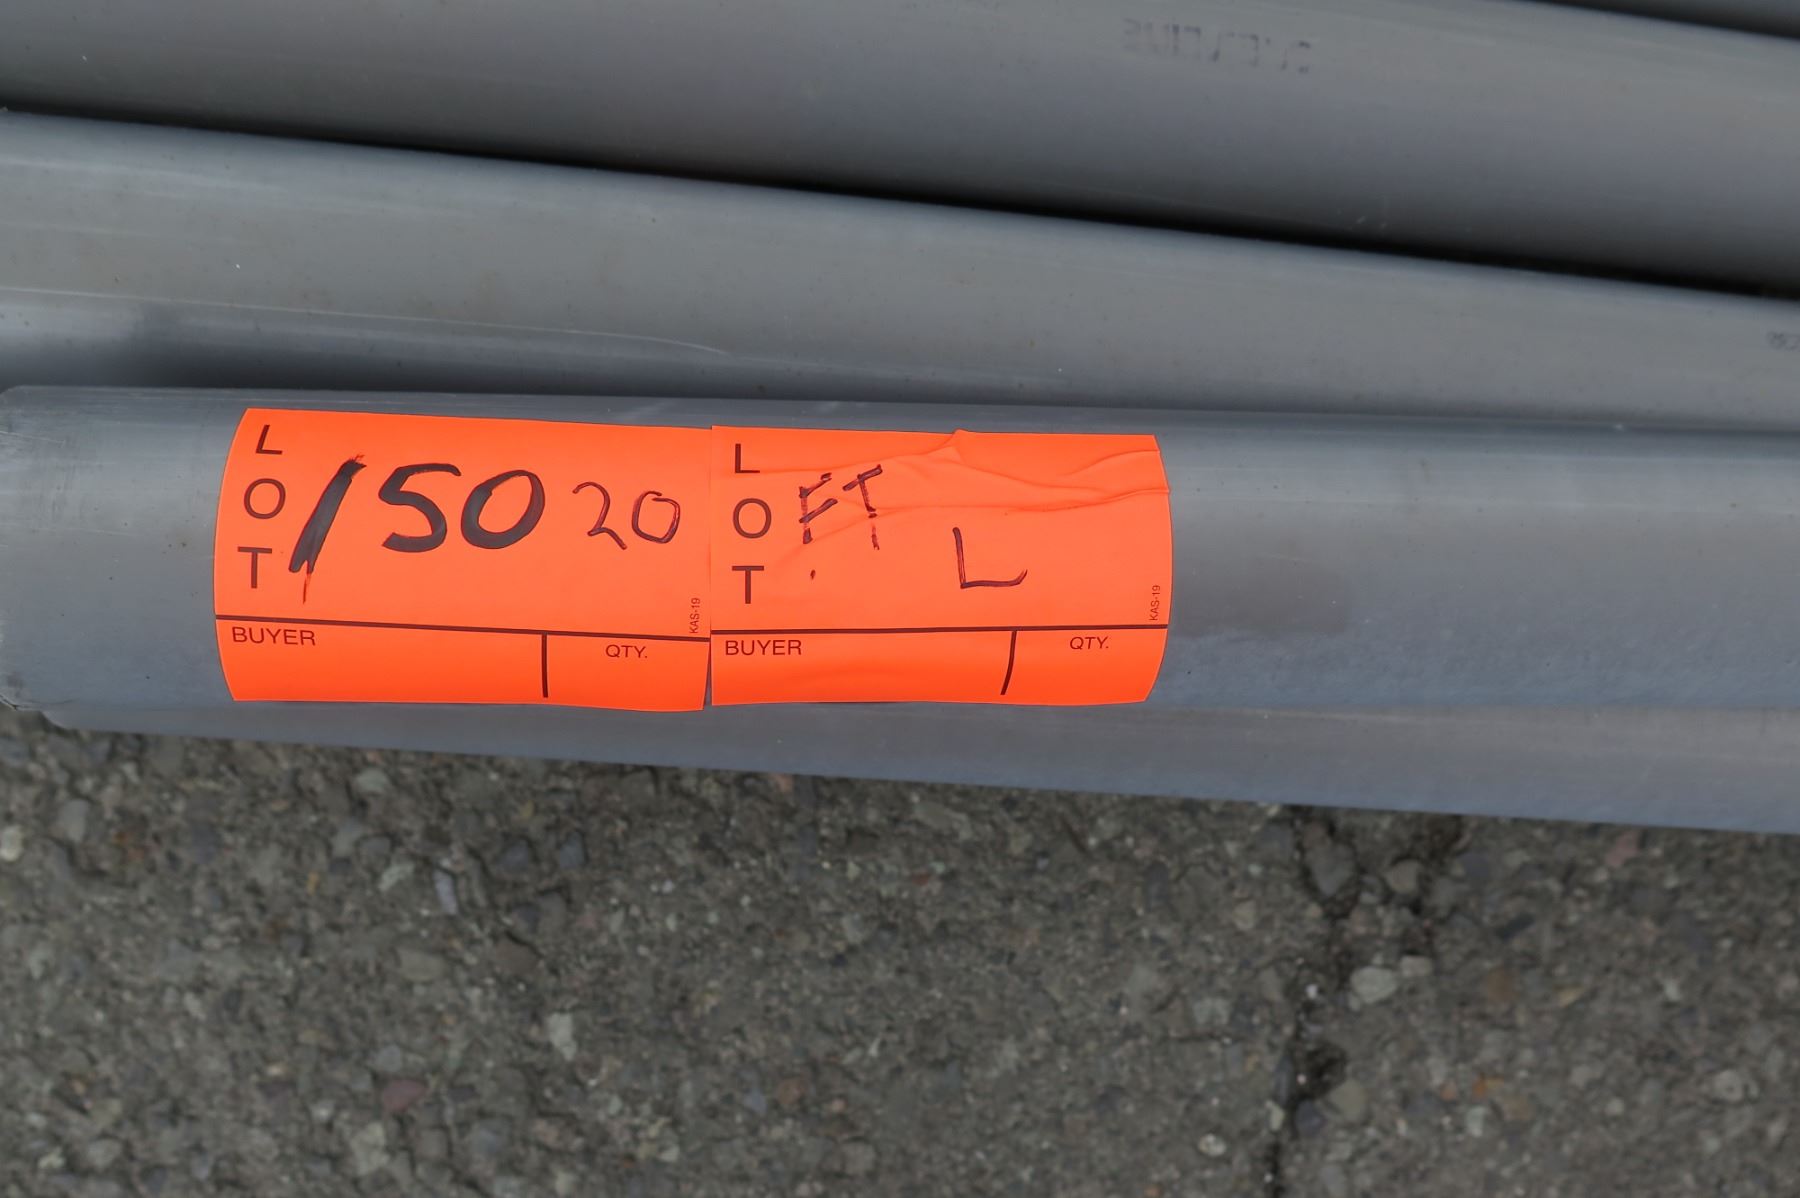 LOT 150 20
KAS-19
BUYER QTY.
LOT FT. L
KAS-19
BUYER QTY.